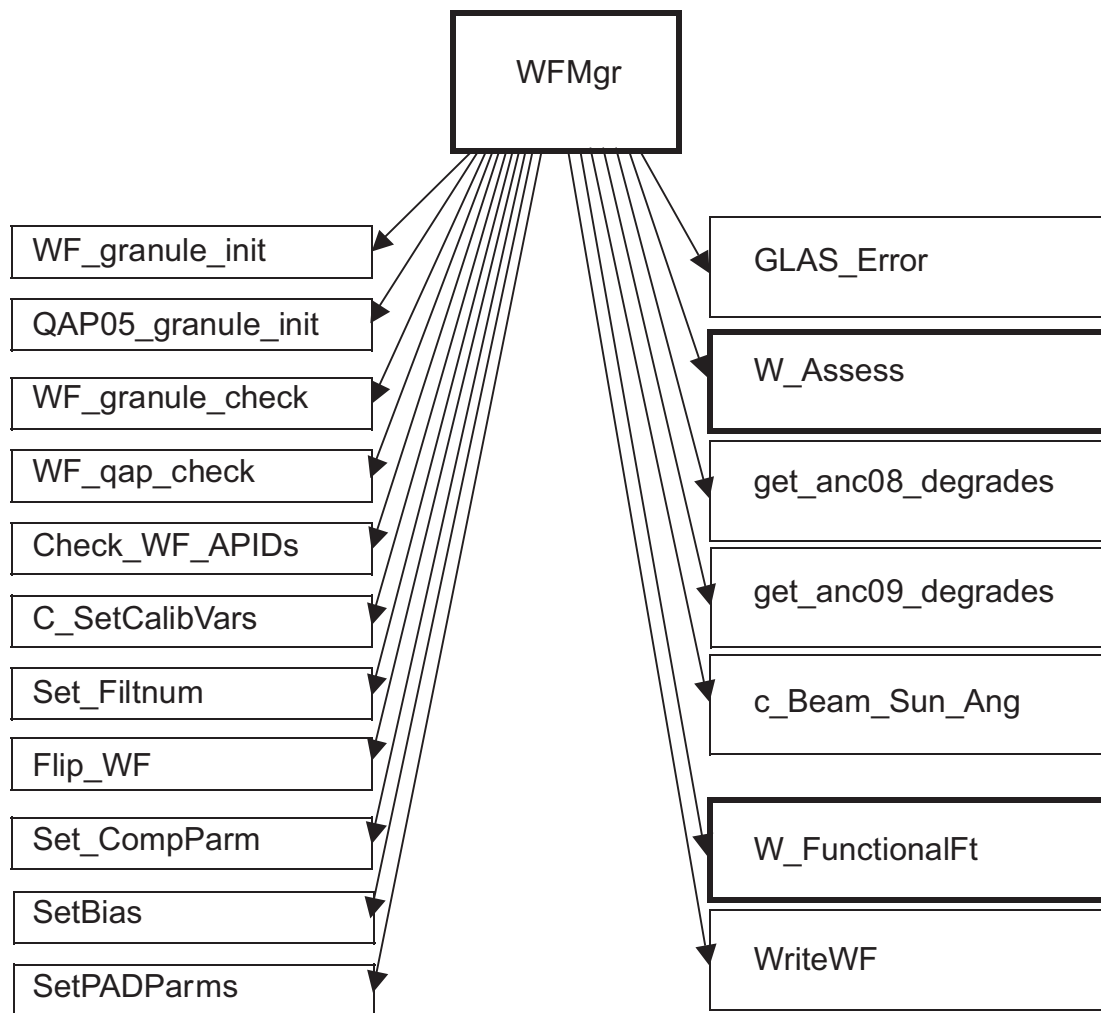 WFMgr
WF_granule_init
QAP05_granule_init
WF_granule_check
WF_qap_check
Check_WF_APIDs
C_SetCalibVars
Set_Filtnum
Flip_WF
Set_CompParm
SetBias
SetPADParms
GLAS_Error
W_Assess
get_anc08_degrades
get_anc09_degrades
c_Beam_Sun_Ang
W_FunctionalFt
WriteWF